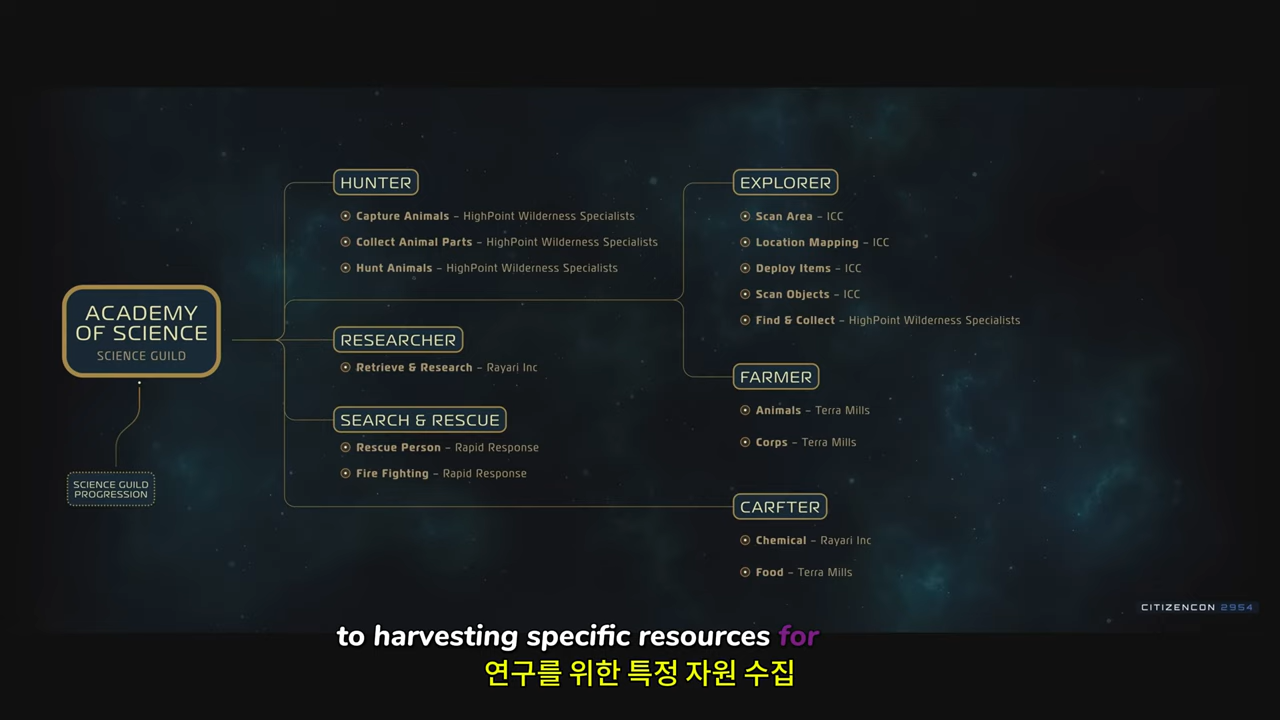 ACADEMY
OF SCIENCE
SCIENCE GUILD
SCIENCE GUILD
PROGRESSION
HUNTER
Capture Animals – HighPoint Wilderness Specialists
Collect Animal Parts – HighPoint Wilderness Specialists
Hunt Animals – HighPoint Wilderness Specialists
RESEARCHER
Retrieve & Research – Rayari Inc
SEARCH & RESCUE
Rescue Person – Rapid Response
Fire Fighting – Rapid Response
EXPLORER
Scan Area – ICC
Location Mapping – ICC
Deploy Items – ICC
Scan Objects – ICC
Find & Collect – HighPoint Wilderness Specialists
FARMER
Animals – Terra Mills
Corps – Terra Mills
CARFTER
Chemical – Rayari Inc
Food – Terra Mills
CITIZENCON 2954
to harvesting specific resources for
연구를 위한 특정 자원 수집